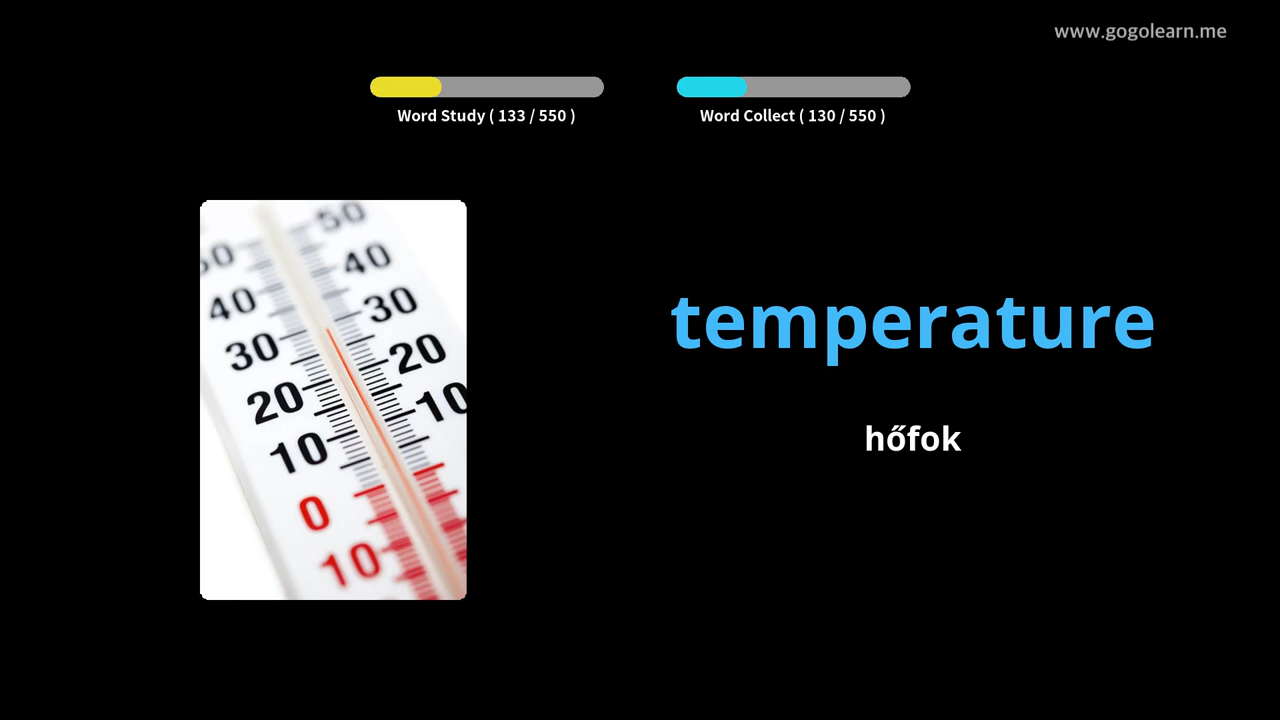 www.gogolearn.me
Word Study ( 133 / 550 )
Word Collect ( 130 / 550 )
50
40
40
30
30
20
20
10
10
0
10
temperature
hőfok